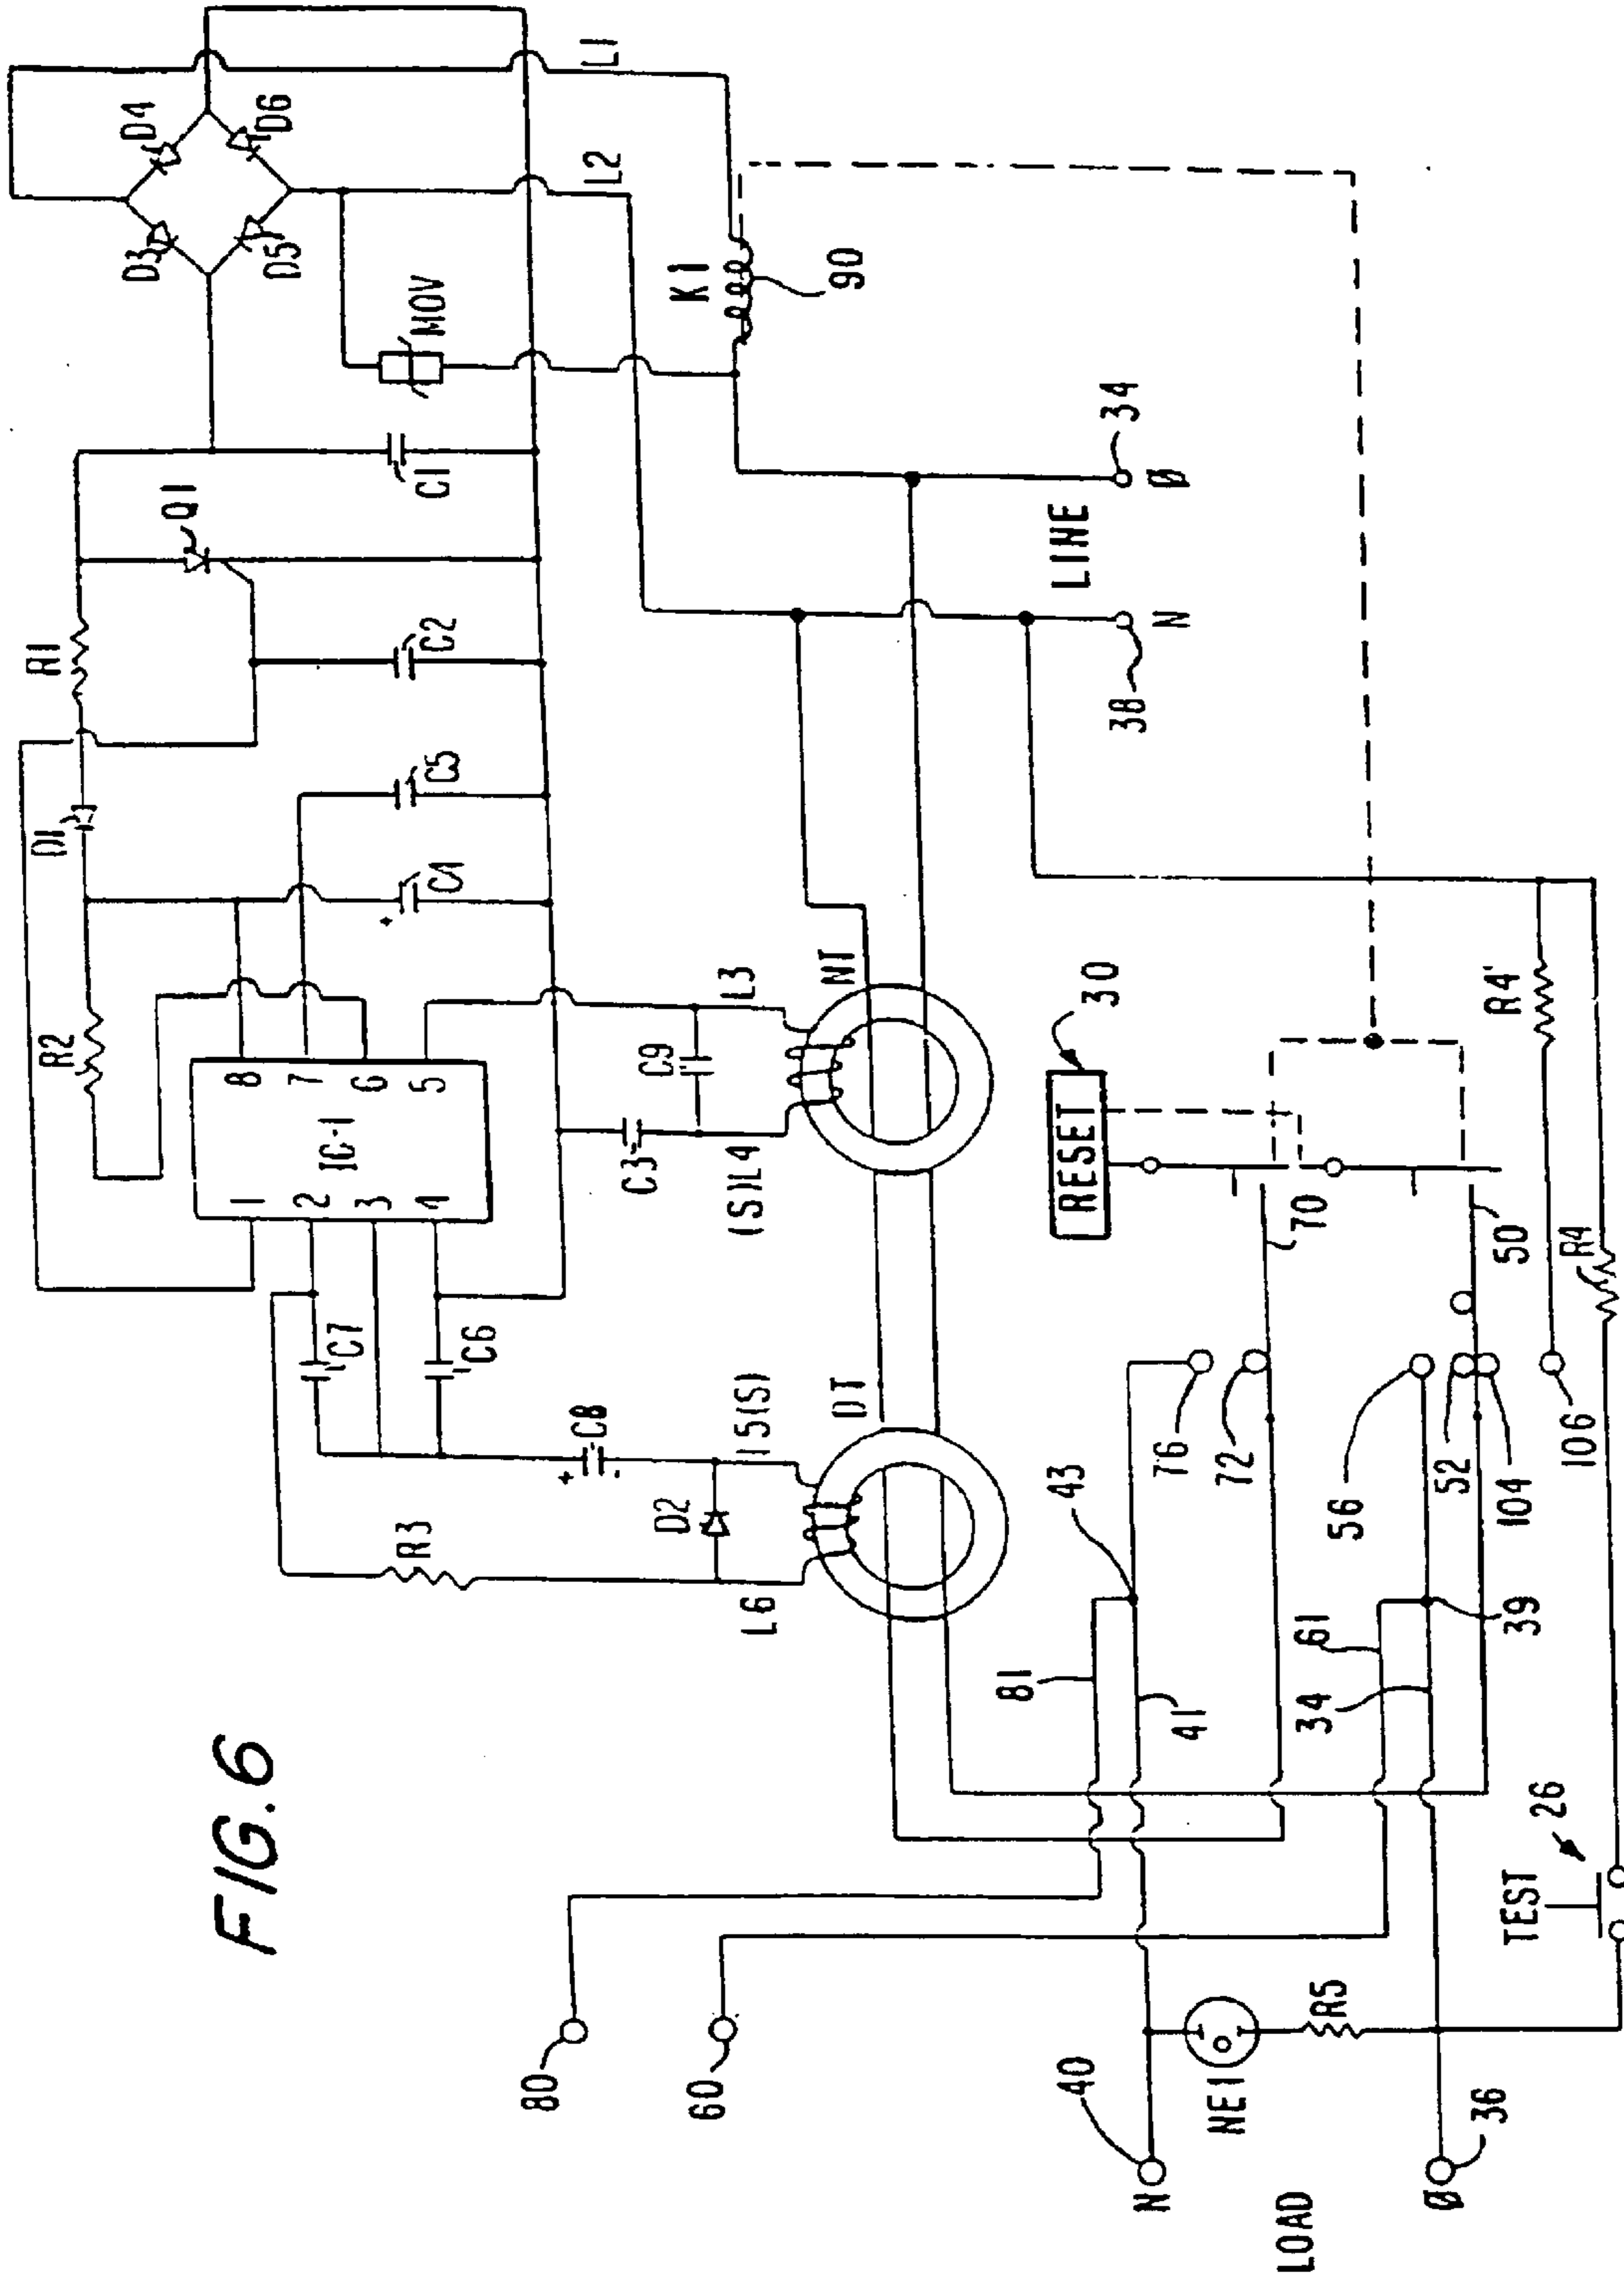 FIG. 6
D4
D6
D3
D5
L1
L2
MOV
K1
90
C1
Q1
R1
C2
D1
C5
C4
R2
8
7
6
5
IC-1
1
2
3
4
C7
C6
C9
L3
C3
(S)L4
NT
R3
C8
D2
15(S)
L6
DT
34
Ø
LINE
N
38
30
RESET
70
50
R4'
R4
76
72
43
56
52
104
106
81
41
61
34
39
80
60
TEST
26
40
N
NE1
R5
LOAD
Ø
36